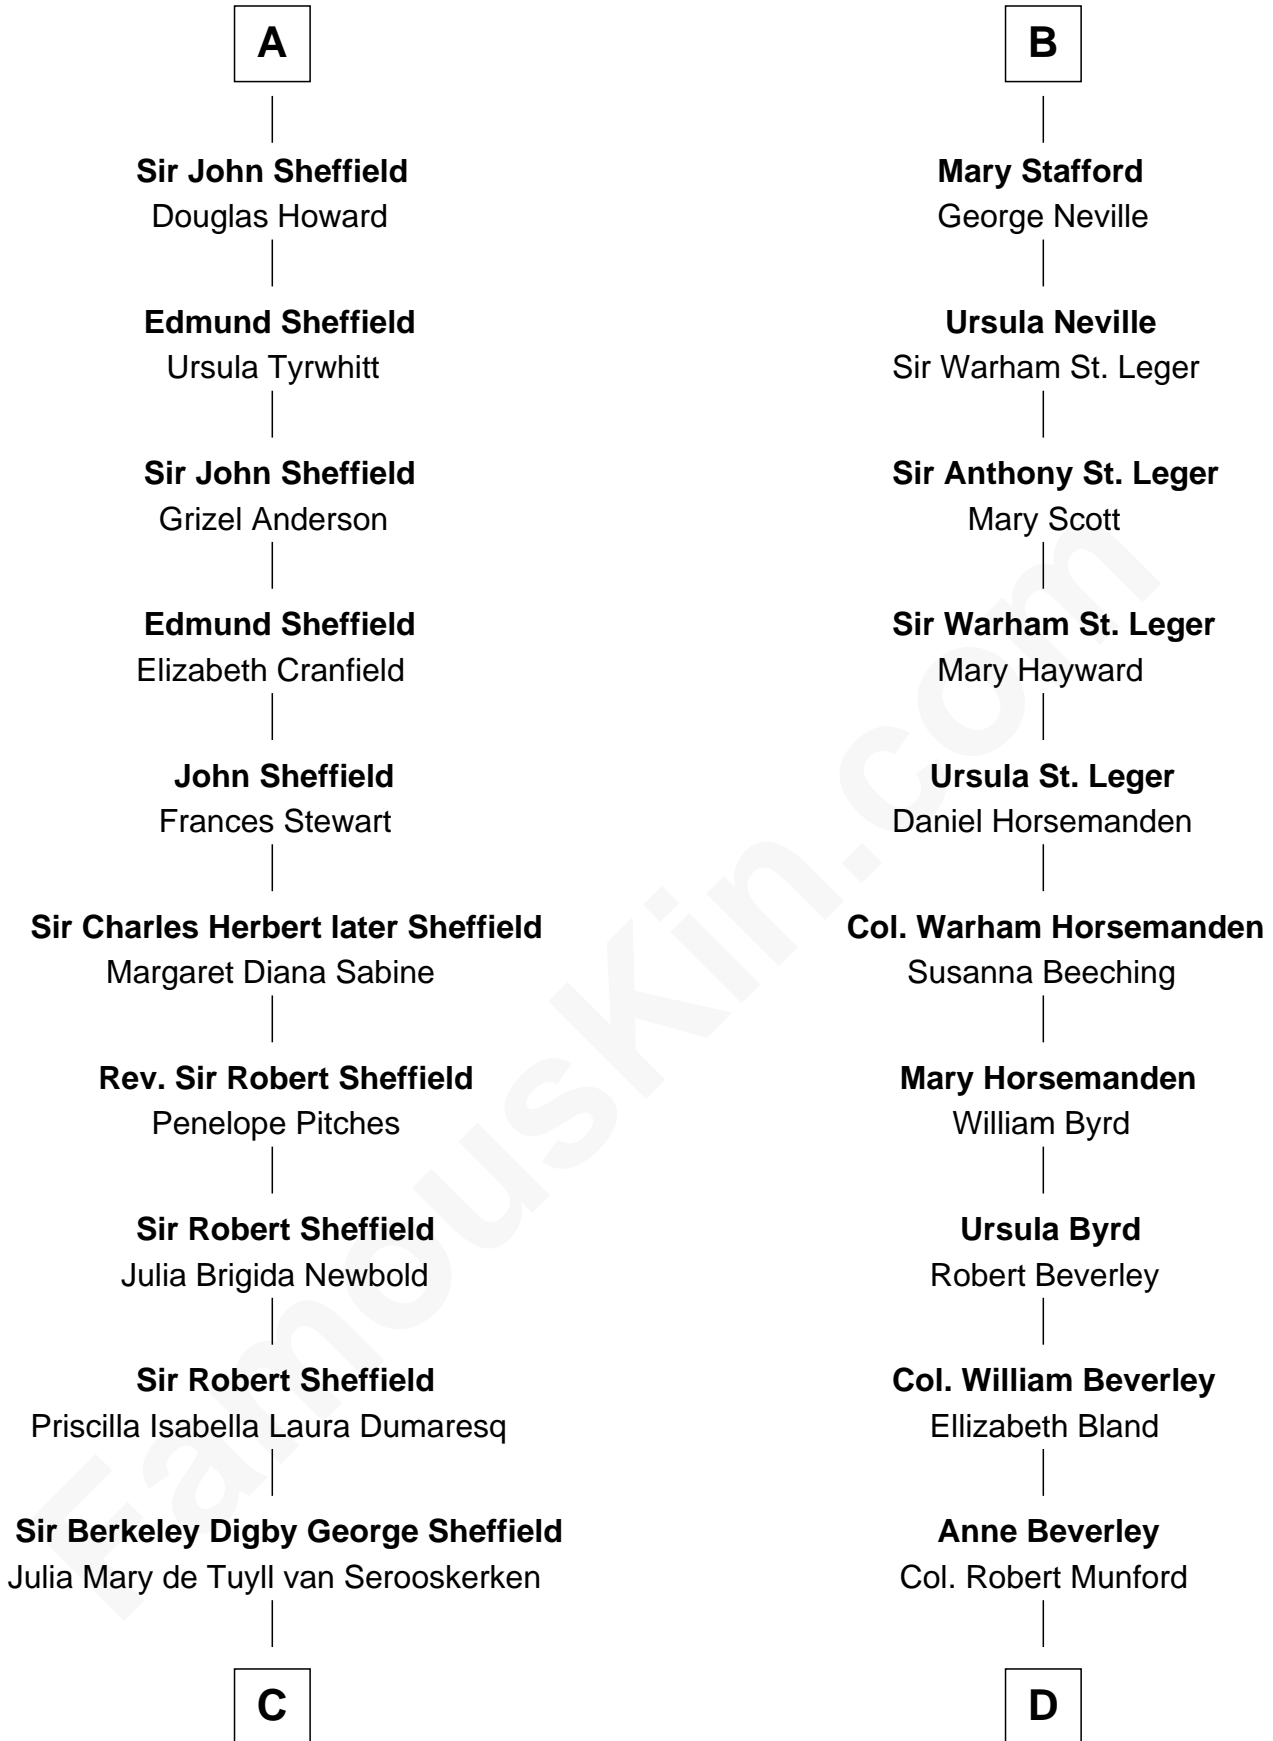 A
Sir John Sheffield
Douglas Howard
Edmund Sheffield
Ursula Tyrwhitt
Sir John Sheffield
Grizel Anderson
Edmund Sheffield
Elizabeth Cranfield
John Sheffield
Frances Stewart
Sir Charles Herbert later Sheffield
Margaret Diana Sabine
Rev. Sir Robert Sheffield
Penelope Pitches
Sir Robert Sheffield
Julia Brigida Newbold
Sir Robert Sheffield
Priscilla Isabella Laura Dumaresq
Sir Berkeley Digby George Sheffield
Julia Mary de Tuyll van Serooskerken
C
B
Mary Stafford
George Neville
Ursula Neville
Sir Warham St. Leger
Sir Anthony St. Leger
Mary Scott
Sir Warham St. Leger
Mary Hayward
Ursula St. Leger
Daniel Horsemanden
Col. Warham Horsemanden
Susanna Beeching
Mary Horsemanden
William Byrd
Ursula Byrd
Robert Beverley
Col. William Beverley
Ellizabeth Bland
Anne Beverley
Col. Robert Munford
D
FamousKin.com